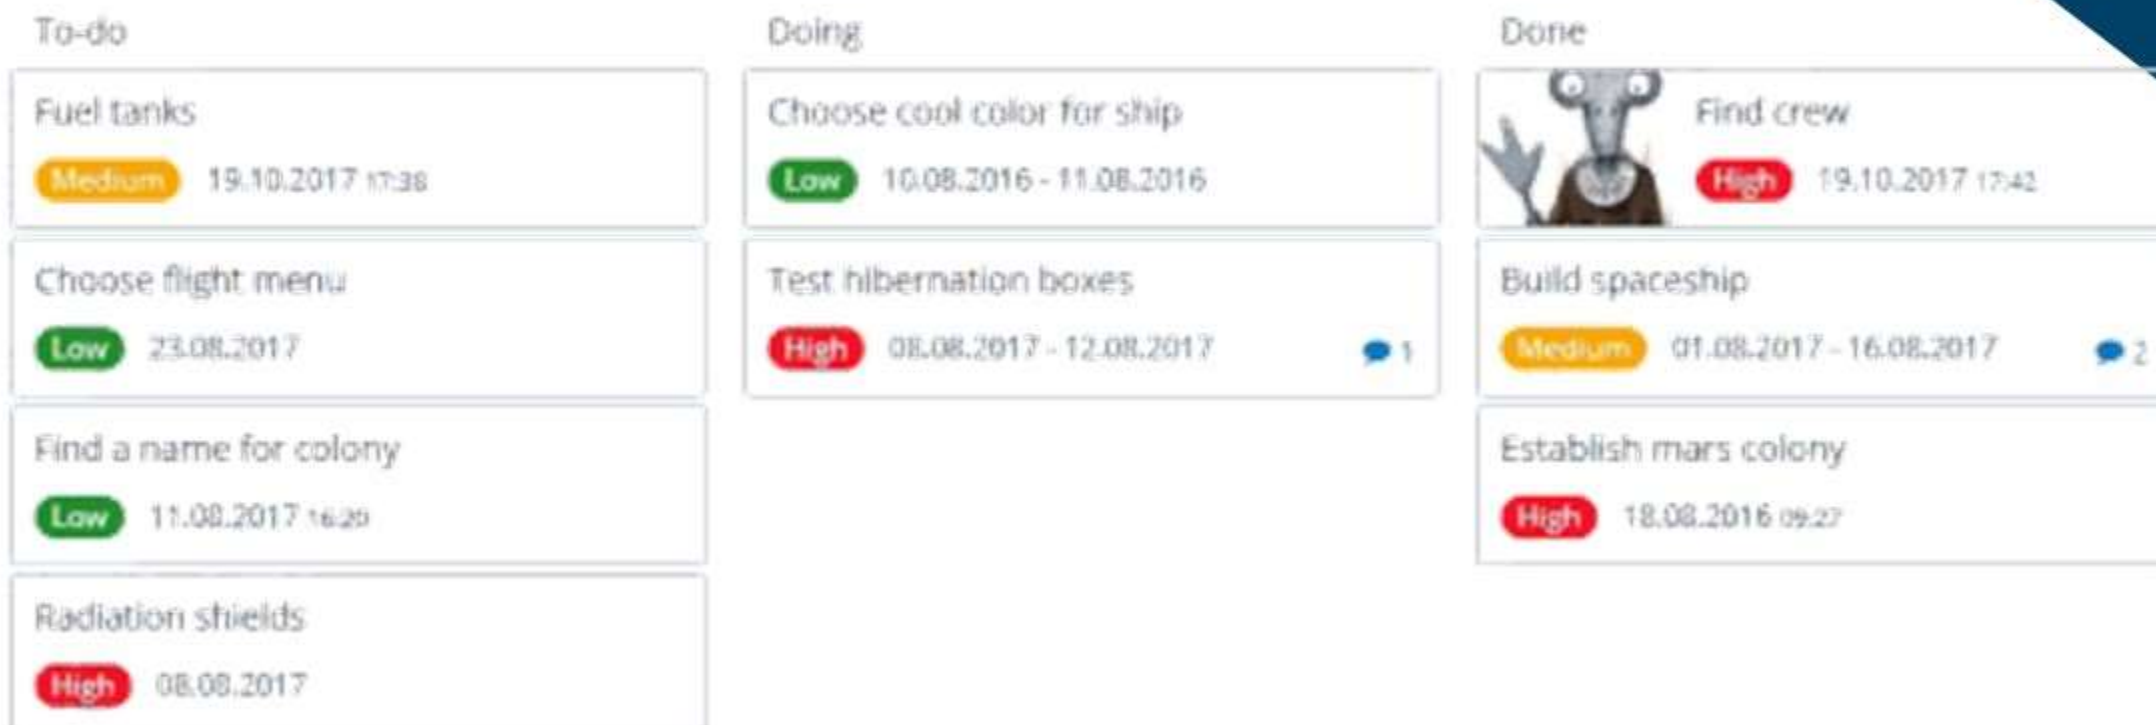 To-do
Fuel tanks
Medium 19.10.2017 17:38
Choose flight menu
Low 23.08.2017
Find a name for colony
Low 11.08.2017 16:20
Radiation shields
High 08.08.2017
Doing
Choose cool color for ship
Low 10.08.2016 - 11.08.2016
Test hibernation boxes
High 08.08.2017 - 12.08.2017 1
Done
Find crew
High 19.10.2017 17:42
Build spaceship
Medium 01.08.2017 - 16.08.2017 2
Establish mars colony
High 18.08.2016 09:27